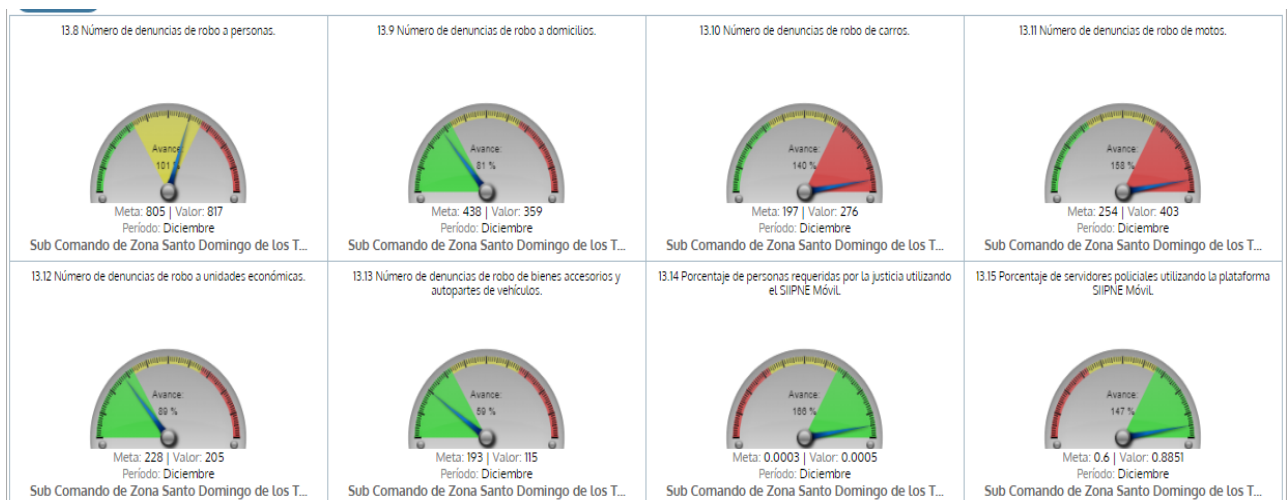 13.8 Número de denuncias de robo a personas.
Avance:
101 %
Meta: 805 | Valor: 817
Período: Diciembre
Sub Comando de Zona Santo Domingo de los T...
13.9 Número de denuncias de robo a domicilios.
Avance:
81 %
Meta: 438 | Valor: 359
Período: Diciembre
Sub Comando de Zona Santo Domingo de los T...
13.10 Número de denuncias de robo de carros.
Avance:
140 %
Meta: 197 | Valor: 276
Período: Diciembre
Sub Comando de Zona Santo Domingo de los T...
13.11 Número de denuncias de robo de motos.
Avance:
158 %
Meta: 254 | Valor: 403
Período: Diciembre
Sub Comando de Zona Santo Domingo de los T...
13.12 Número de denuncias de robo a unidades económicas.
Avance:
89 %
Meta: 228 | Valor: 205
Período: Diciembre
Sub Comando de Zona Santo Domingo de los T...
13.13 Número de denuncias de robo de bienes accesorios y
autopartes de vehículos.
Avance:
59 %
Meta: 193 | Valor: 115
Período: Diciembre
Sub Comando de Zona Santo Domingo de los T...
13.14 Porcentaje de personas requeridas por la justicia utilizando
el SIIPNE Móvil.
Avance:
166 %
Meta: 0.0003 | Valor: 0.0005
Período: Diciembre
Sub Comando de Zona Santo Domingo de los T...
13.15 Porcentaje de servidores policiales utilizando la plataforma
SIIPNE Móvil.
Avance:
147 %
Meta: 0.6 | Valor: 0.8851
Período: Diciembre
Sub Comando de Zona Santo Domingo de los T...